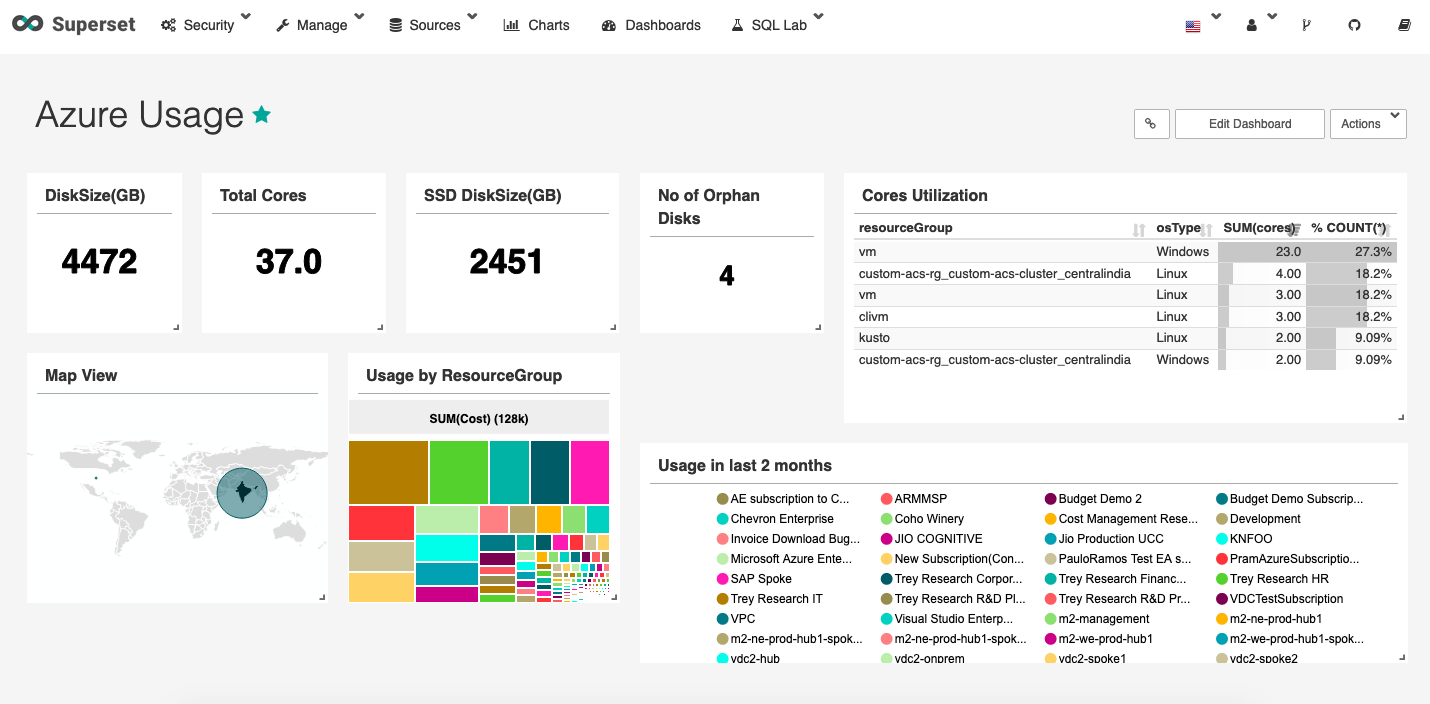 Superset Security Manage Sources Charts Dashboards SQL Lab
Azure Usage
Edit Dashboard Actions
DiskSize(GB)
4472
Total Cores
37.0
SSD DiskSize(GB)
2451
No of Orphan
Disks
4
Cores Utilization
resourceGroup osType SUM(cores) % COUNT(*)
vm Windows 23.0 27.3%
custom-acs-rg_custom-acs-cluster_centralindia Linux 4.00 18.2%
vm Linux 3.00 18.2%
clivm Linux 3.00 18.2%
kusto Linux 2.00 9.09%
custom-acs-rg_custom-acs-cluster_centralindia Windows 2.00 9.09%
Map View
Usage by ResourceGroup
SUM(Cost) (128k)
Usage in last 2 months
AE subscription to C... ARMMSP Budget Demo 2 Budget Demo Subscrip...
Chevron Enterprise Coho Winery Cost Management Rese... Development
Invoice Download Bug... JIO COGNITIVE Jio Production UCC KNFOO
Microsoft Azure Ente... New Subscription(Con... PauloRamos Test EA s... PramAzureSubscriptio...
SAP Spoke Trey Research Corpor... Trey Research Financ... Trey Research HR
Trey Research IT Trey Research R&D Pl... Trey Research R&D Pr... VDCTestSubscription
VPC Visual Studio Enterp... m2-management m2-ne-prod-hub1
m2-ne-prod-hub1-spok... m2-ne-prod-hub1-spok... m2-we-prod-hub1 m2-we-prod-hub1-spok...
vdc2-hub vdc2-onprem vdc2-spoke1 vdc2-spoke2